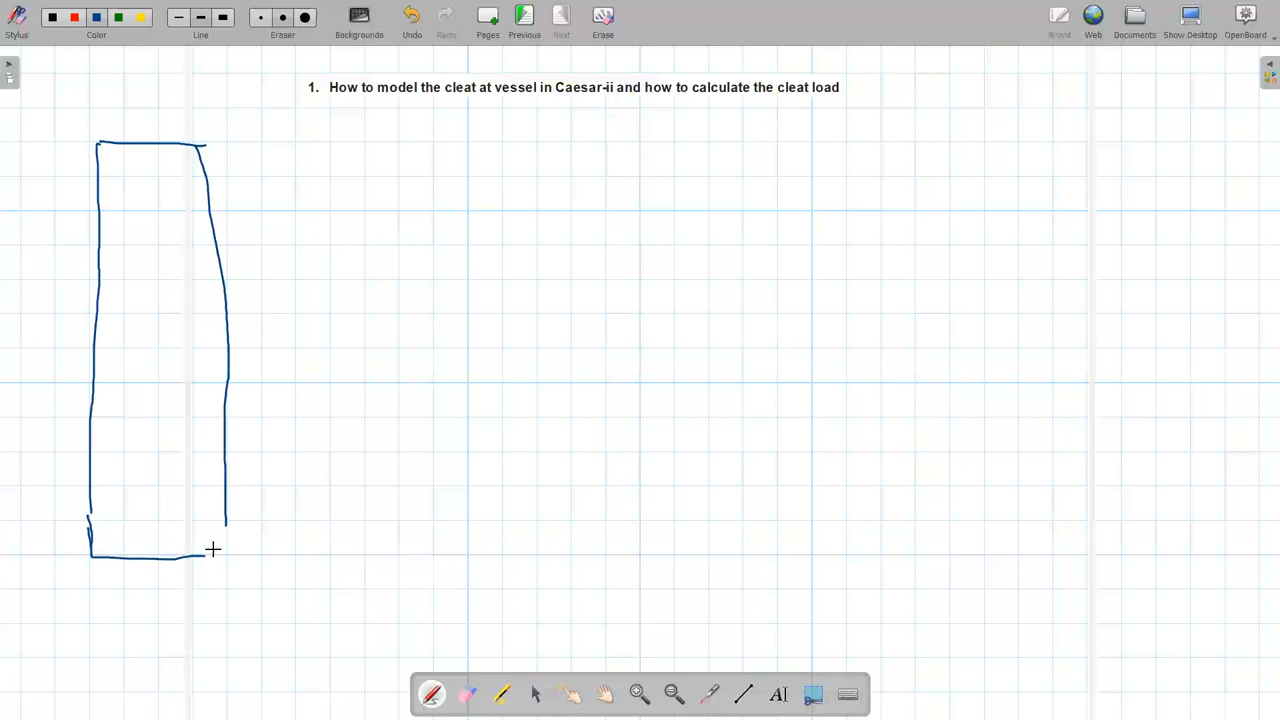 Stylus
Color
Line
Eraser
Backgrounds
Undo
Redo
Pages
Previous
Next
Erase
Board
Web
Documents
Show Desktop
OpenBoard
1. How to model the cleat at vessel in Caesar-ii and how to calculate the cleat load
AI